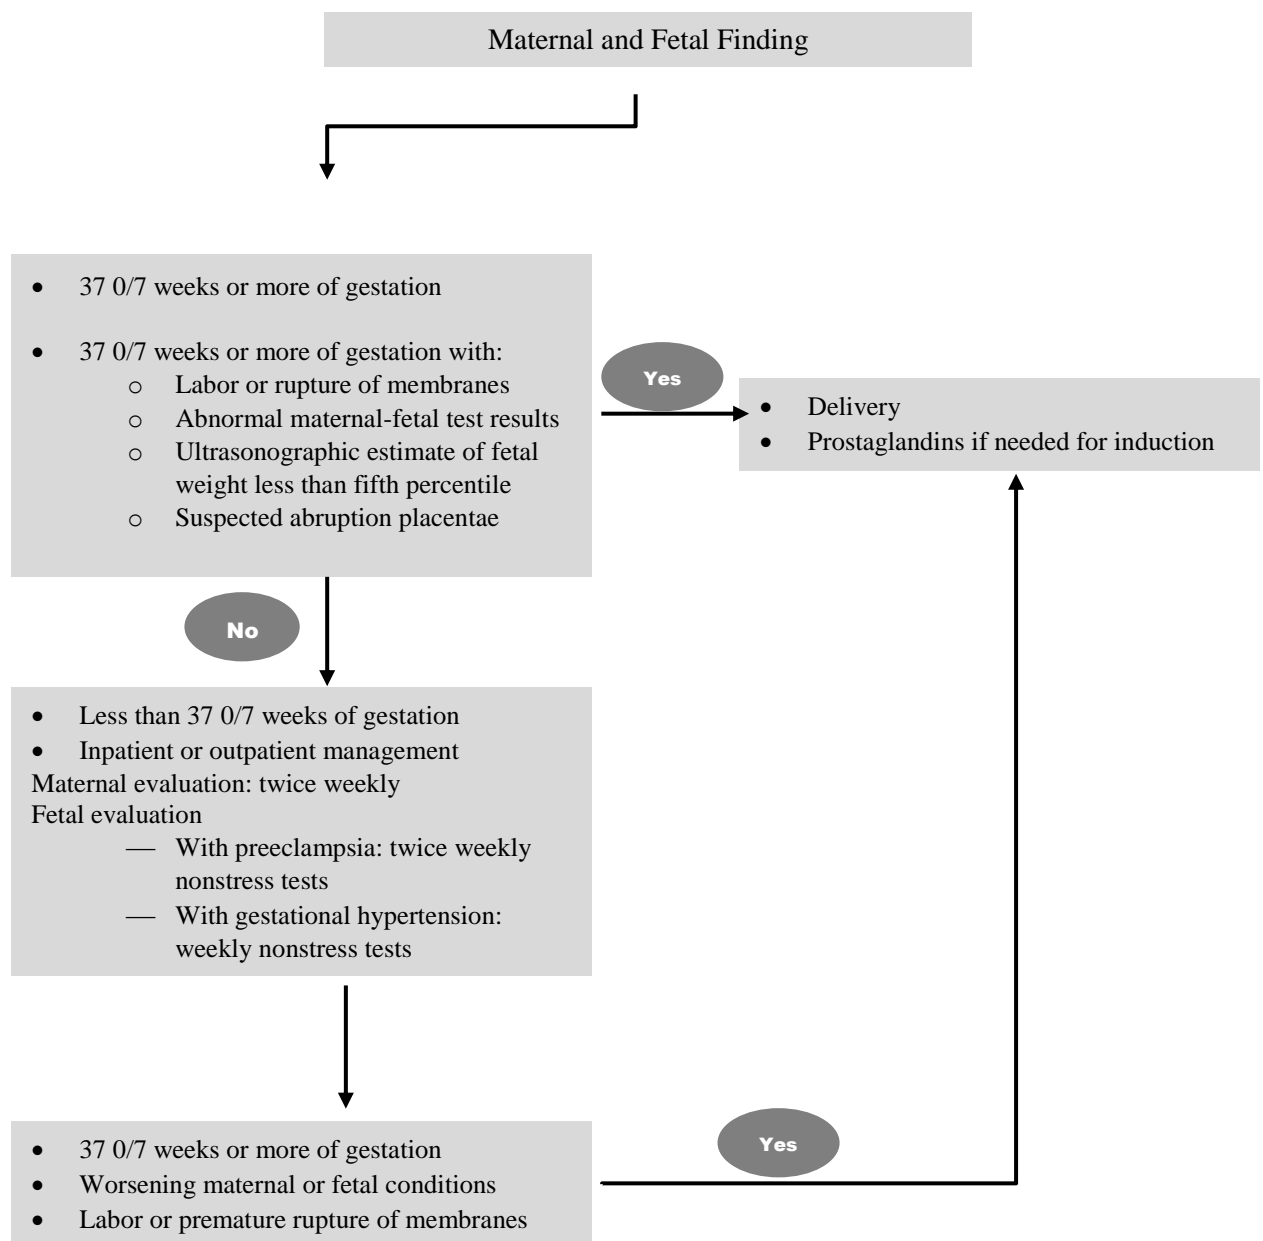 Maternal and Fetal Finding
• 37 0/7 weeks or more of gestation
• 37 0/7 weeks or more of gestation with:
o Labor or rupture of membranes
o Abnormal maternal-fetal test results
o Ultrasonographic estimate of fetal
weight less than fifth percentile
o Suspected abruption placentae
Yes
• Delivery
• Prostaglandins if needed for induction
No
• Less than 37 0/7 weeks of gestation
• Inpatient or outpatient management
Maternal evaluation: twice weekly
Fetal evaluation
— With preeclampsia: twice weekly
nonstress tests
— With gestational hypertension:
weekly nonstress tests
• 37 0/7 weeks or more of gestation
• Worsening maternal or fetal conditions
• Labor or premature rupture of membranes
Yes